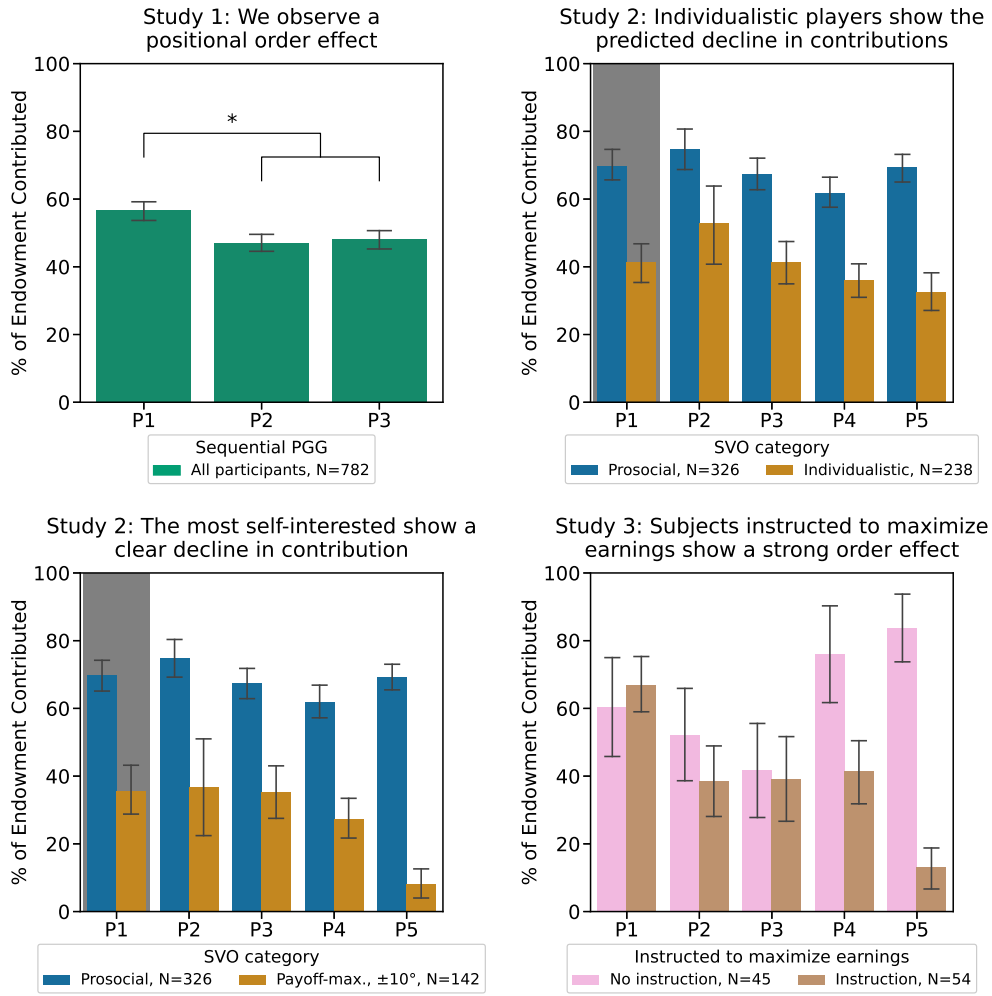 Study 1: We observe a
positional order effect
% of Endowment Contributed
100
80
60
40
20
0
*
P1 P2 P3
Sequential PGG
All participants, N=782
Study 2: Individualistic players show the
predicted decline in contributions
% of Endowment Contributed
100
80
60
40
20
0
P1 P2 P3 P4 P5
SVO category
Prosocial, N=326 Individualistic, N=238
Study 2: The most self-interested show a
clear decline in contribution
% of Endowment Contributed
100
80
60
40
20
0
P1 P2 P3 P4 P5
SVO category
Prosocial, N=326 Payoff-max., ±10°, N=142
Study 3: Subjects instructed to maximize
earnings show a strong order effect
% of Endowment Contributed
100
80
60
40
20
0
P1 P2 P3 P4 P5
Instructed to maximize earnings
No instruction, N=45 Instruction, N=54